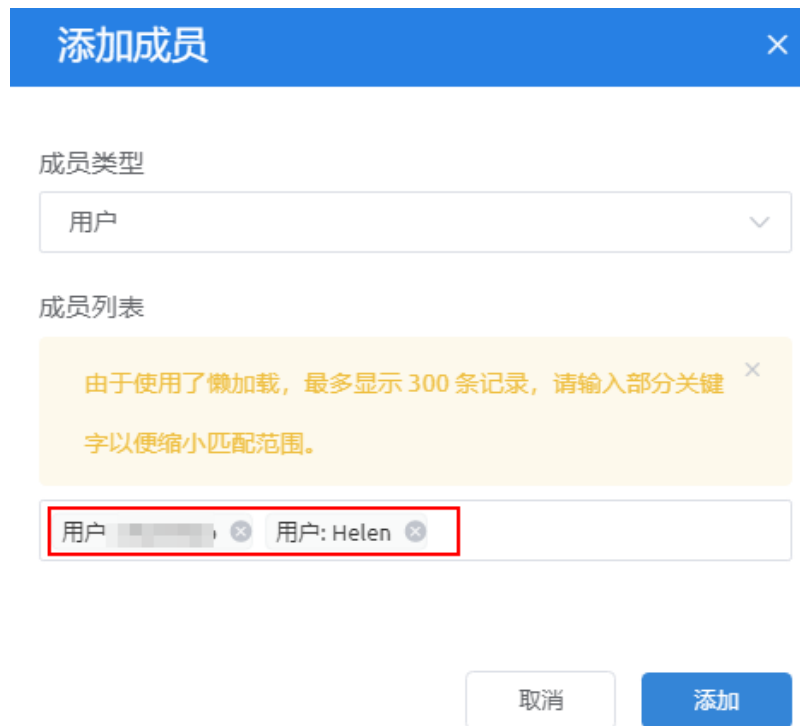 添加成员
成员类型
用户
成员列表
由于使用了懒加载，最多显示 300 条记录，请输入部分关键
字以便缩小匹配范围。
用户 用户: Helen
取消 添加